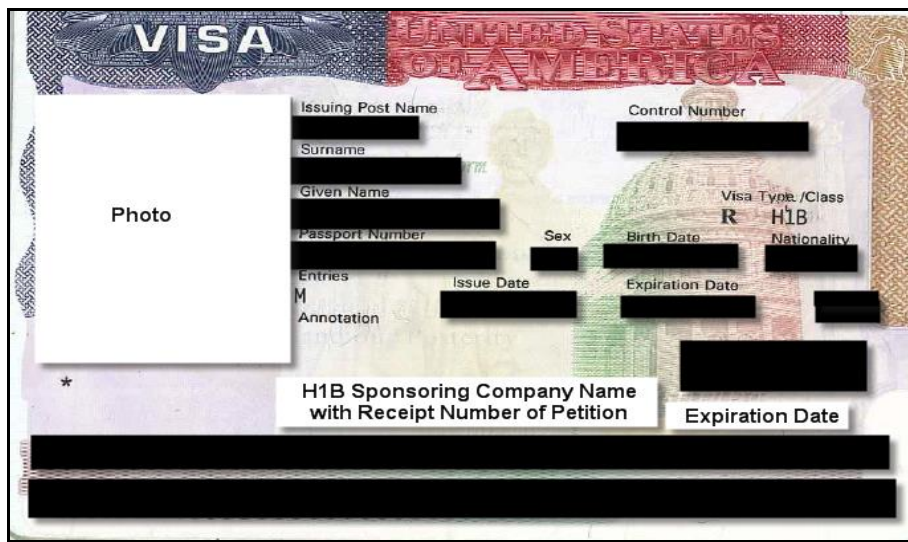 VISA
UNITED STATES
OF AMERICA
Issuing Post Name
Control Number
Surname
Given Name
Visa Type /Class
R H1B
Photo
Passport Number
Sex
Birth Date
Nationality
Entries
M
Issue Date
Expiration Date
Annotation
*
H1B Sponsoring Company Name
with Receipt Number of Petition
Expiration Date